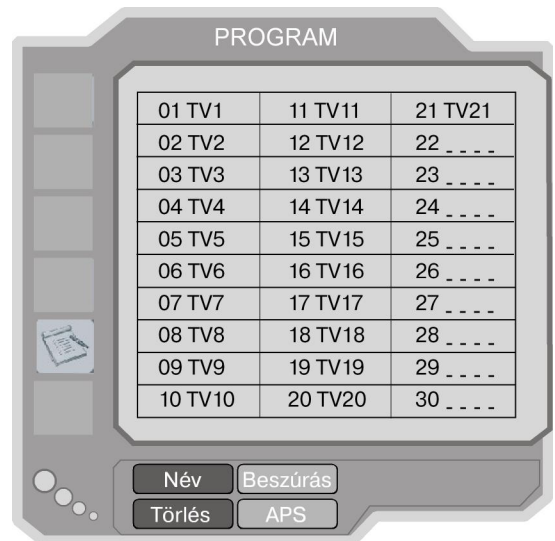 PROGRAM
01 TV1 11 TV11 21 TV21
02 TV2 12 TV12 22 _ _ _ _
03 TV3 13 TV13 23 _ _ _ _
04 TV4 14 TV14 24 _ _ _ _
05 TV5 15 TV15 25 _ _ _ _
06 TV6 16 TV16 26 _ _ _ _
07 TV7 17 TV17 27 _ _ _ _
08 TV8 18 TV18 28 _ _ _ _
09 TV9 19 TV19 29 _ _ _ _
10 TV10 20 TV20 30 _ _ _ _
Név Beszúrás
Törlés APS